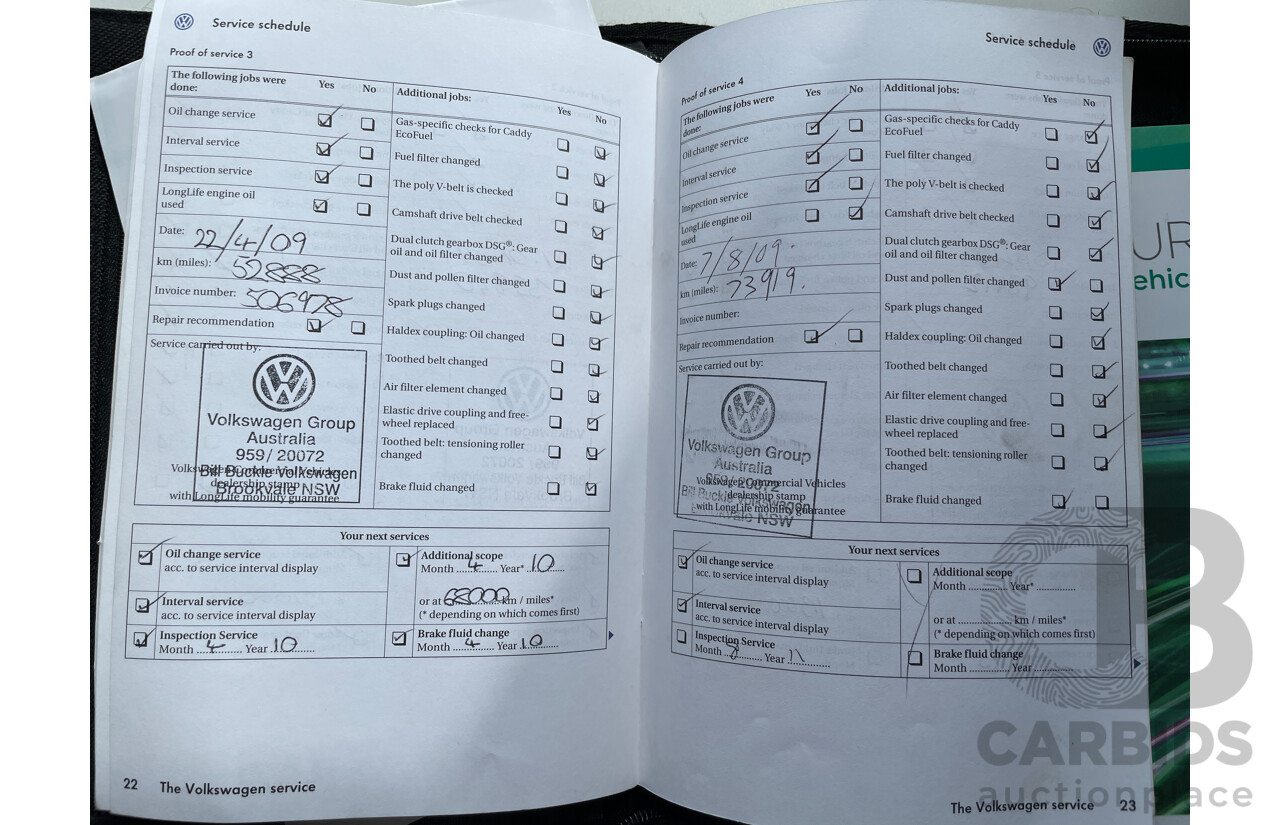 Service schedule
Proof of service 3
The following jobs were
done:
Yes
No
Oil change service
Interval service
Inspection service
LongLife engine oil
used
Date: 22/4/09
km (miles): 52888
Invoice number: 506978
Repair recommendation
Service carried out by:
Volkswagen Group
Australia
959/ 20072
Bill Buckle Volkswagen
Brookvale NSW
dealership stamp
with LongLife mobility guarantee
Additional jobs:
Yes
No
Gas-specific checks for Caddy
EcoFuel
Fuel filter changed
The poly V-belt is checked
Camshaft drive belt checked
Dual clutch gearbox DSG®: Gear
oil and oil filter changed
Dust and pollen filter changed
Spark plugs changed
Haldex coupling: Oil changed
Toothed belt changed
Air filter element changed
Elastic drive coupling and free-
wheel replaced
Toothed belt: tensioning roller
changed
Brake fluid changed
Your next services
Oil change service
acc. to service interval display
Interval service
acc. to service interval display
Inspection Service
Month ...4... Year 10
Additional scope
Month ...4... Year* 10
or at 68000 km / miles*
(* depending on which comes first)
Brake fluid change
Month ...4... Year 10
22 The Volkswagen service
Service schedule
Proof of service 4
The following jobs were
done:
Yes
No
Oil change service
Interval service
Inspection service
LongLife engine oil
used
Date: 7/8/09.
km (miles): 73919.
Invoice number:
Repair recommendation
Service carried out by:
Volkswagen Group
Australia
959/ 20072
Bill Buckle Volkswagen
Brookvale NSW
Volkswagen Commercial Vehicles
dealership stamp
with LongLife mobility guarantee
Additional jobs:
Yes
No
Gas-specific checks for Caddy
EcoFuel
Fuel filter changed
The poly V-belt is checked
Camshaft drive belt checked
Dual clutch gearbox DSG®: Gear
oil and oil filter changed
Dust and pollen filter changed
Spark plugs changed
Haldex coupling: Oil changed
Toothed belt changed
Air filter element changed
Elastic drive coupling and free-
wheel replaced
Toothed belt: tensioning roller
changed
Brake fluid changed
Your next services
Oil change service
acc. to service interval display
Interval service
acc. to service interval display
Inspection Service
Month ...8... Year 11
Additional scope
Month .............. Year* ............
or at .................... km / miles*
(* depending on which comes first)
Brake fluid change
Month .............. Year ..............
The Volkswagen service 23
UR
ehic
CARBIDS
auctionplace